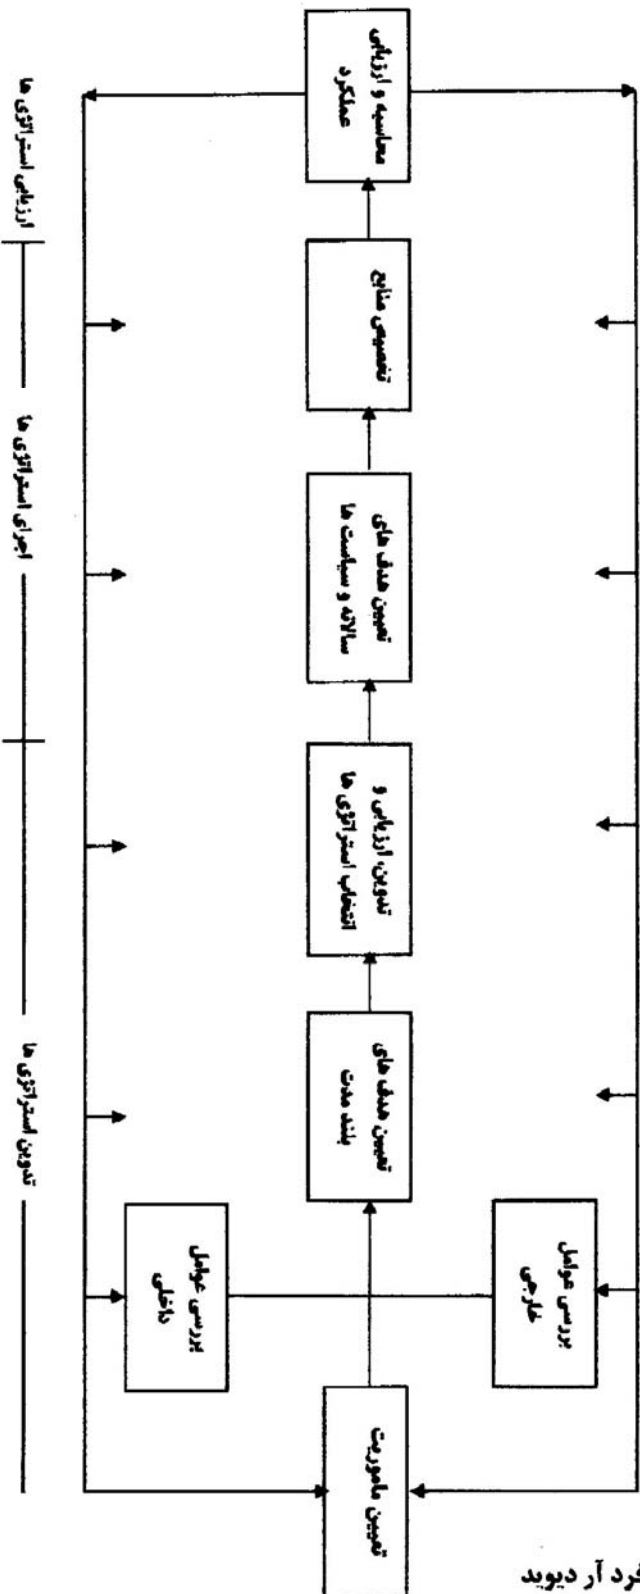 تعیین ماموریت
بررسی عوامل
خارجی
بررسی عوامل
داخلی
تعیین هدف های
بلند مدت
تدوین، ارزیابی و
انتخاب استراتژی ها
تعیین هدف های
سالانه و سیاست ها
تخصیص منابع
محاسبه و ارزیابی
عملکرد
تدوین استراتژی ها
اجرای استراتژی ها
ارزیابی استراتژی ها
فرد آر دیوید